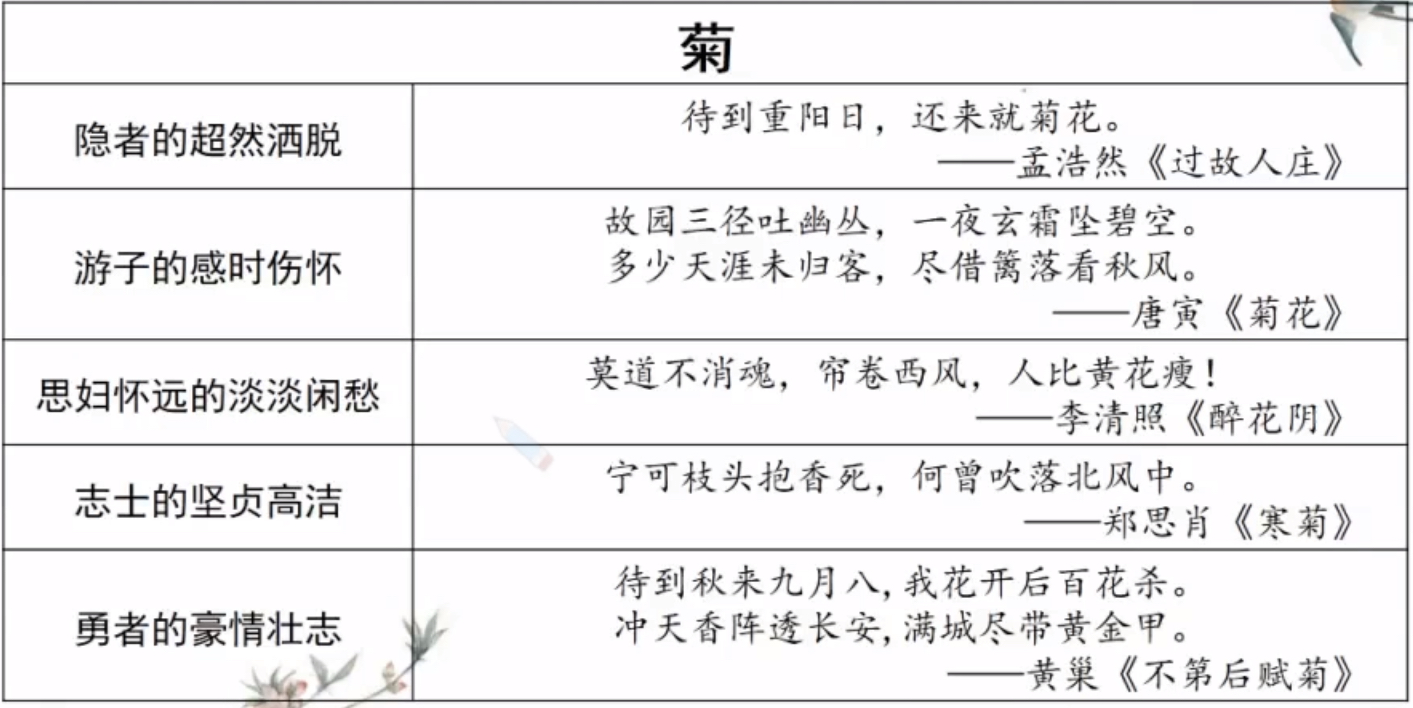 菊
隐者的超然洒脱
待到重阳日，还来就菊花。
——孟浩然《过故人庄》
游子的感时伤怀
故园三径吐幽丛，一夜玄霜坠碧空。
多少天涯未归客，尽借篱落看秋风。
——唐寅《菊花》
思妇怀远的淡淡闲愁
莫道不消魂，帘卷西风，人比黄花瘦！
——李清照《醉花阴》
志士的坚贞高洁
宁可枝头抱香死，何曾吹落北风中。
——郑思肖《寒菊》
勇者的豪情壮志
待到秋来九月八,我花开后百花杀。
冲天香阵透长安,满城尽带黄金甲。
——黄巢《不第后赋菊》